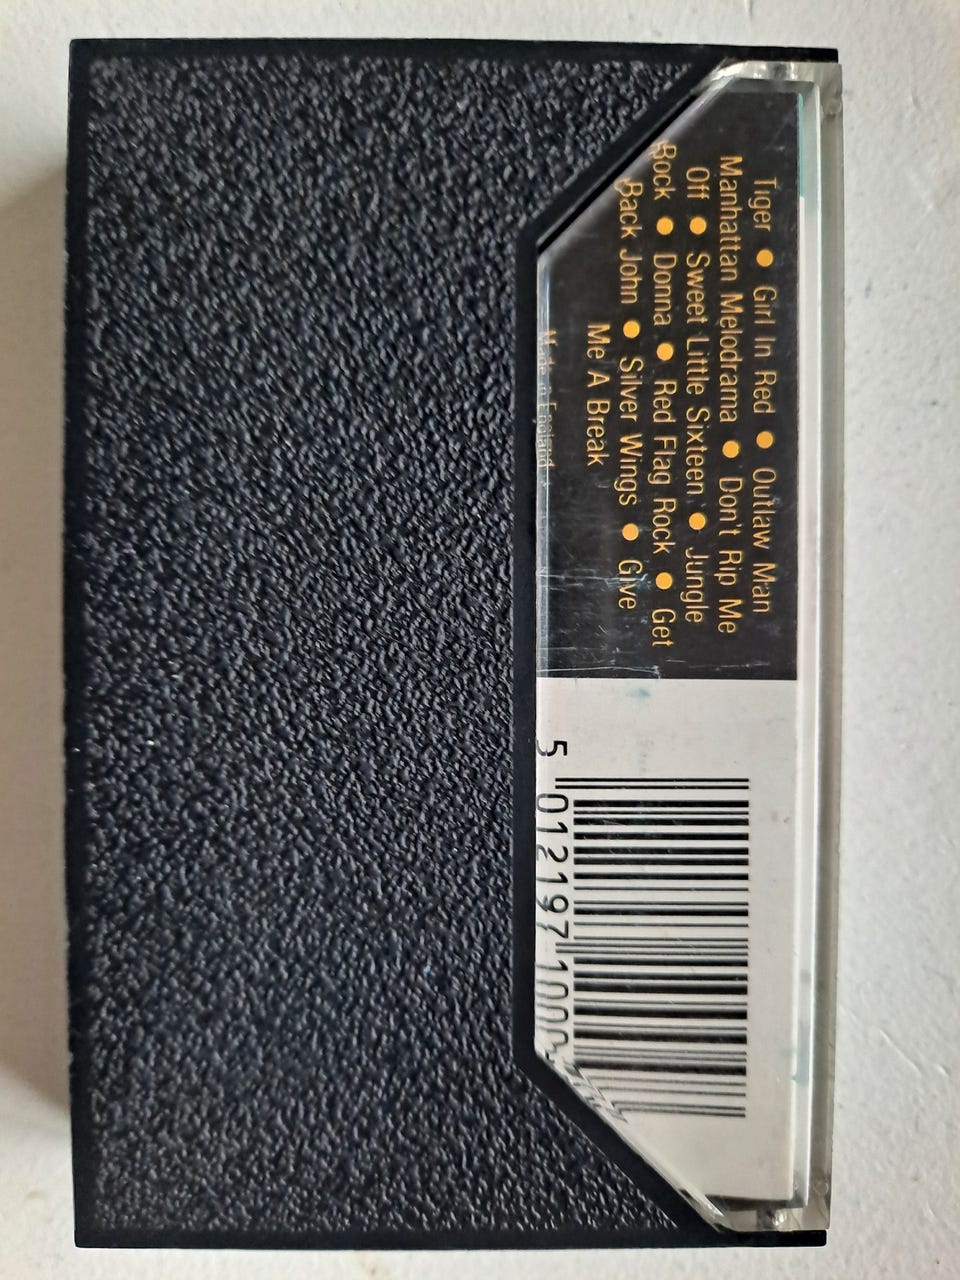 Tiger ● Girl In Red ● Outlaw Man
Manhattan Melodrama ● Don't Rip Me
Off ● Sweet Little Sixteen ● Jungle
Rock ● Donna ● Red Flag Rock ● Get
Back John ● Silver Wings ● Give
Me A Break
Made in England
5 012197 1000